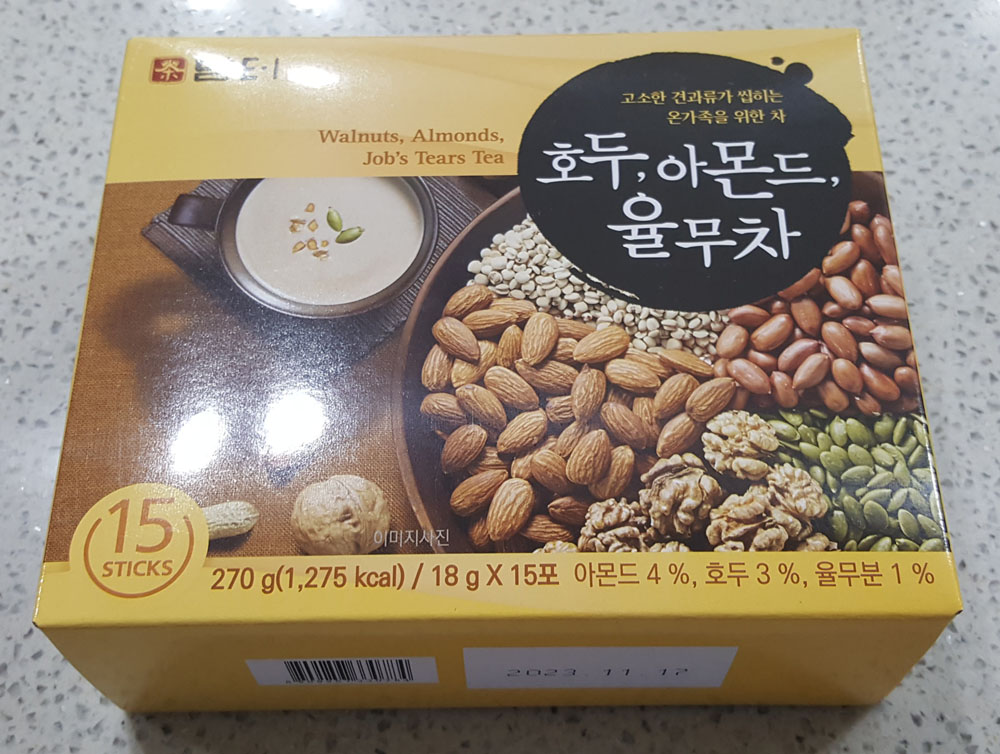 茶
Walnuts, Almonds,
Job's Tears Tea
고소한 견과류가 씹히는
온가족을 위한 차
호두, 아몬드,
율무차
이미지사진
15
STICKS
270 g(1,275 kcal) / 18 g X 15포 아몬드 4 %, 호두 3 %, 율무분 1 %
2023. 11. 17